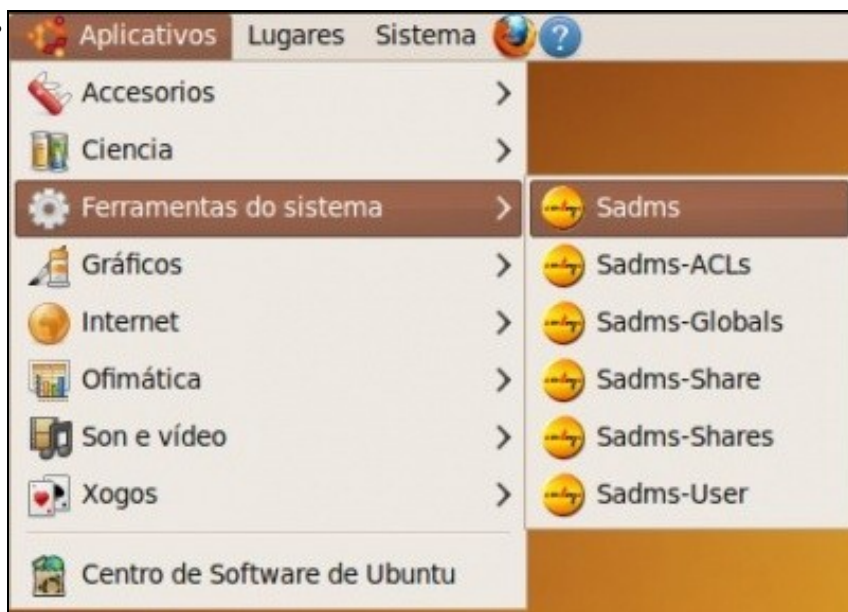 Aplicativos Lugares Sistema ?
Accesorios
Ciencia
Ferramentas do sistema
Gráficos
Internet
Ofimática
Son e vídeo
Xogos
Centro de Software de Ubuntu
Sadms
Sadms-ACLs
Sadms-Globals
Sadms-Share
Sadms-Shares
Sadms-User